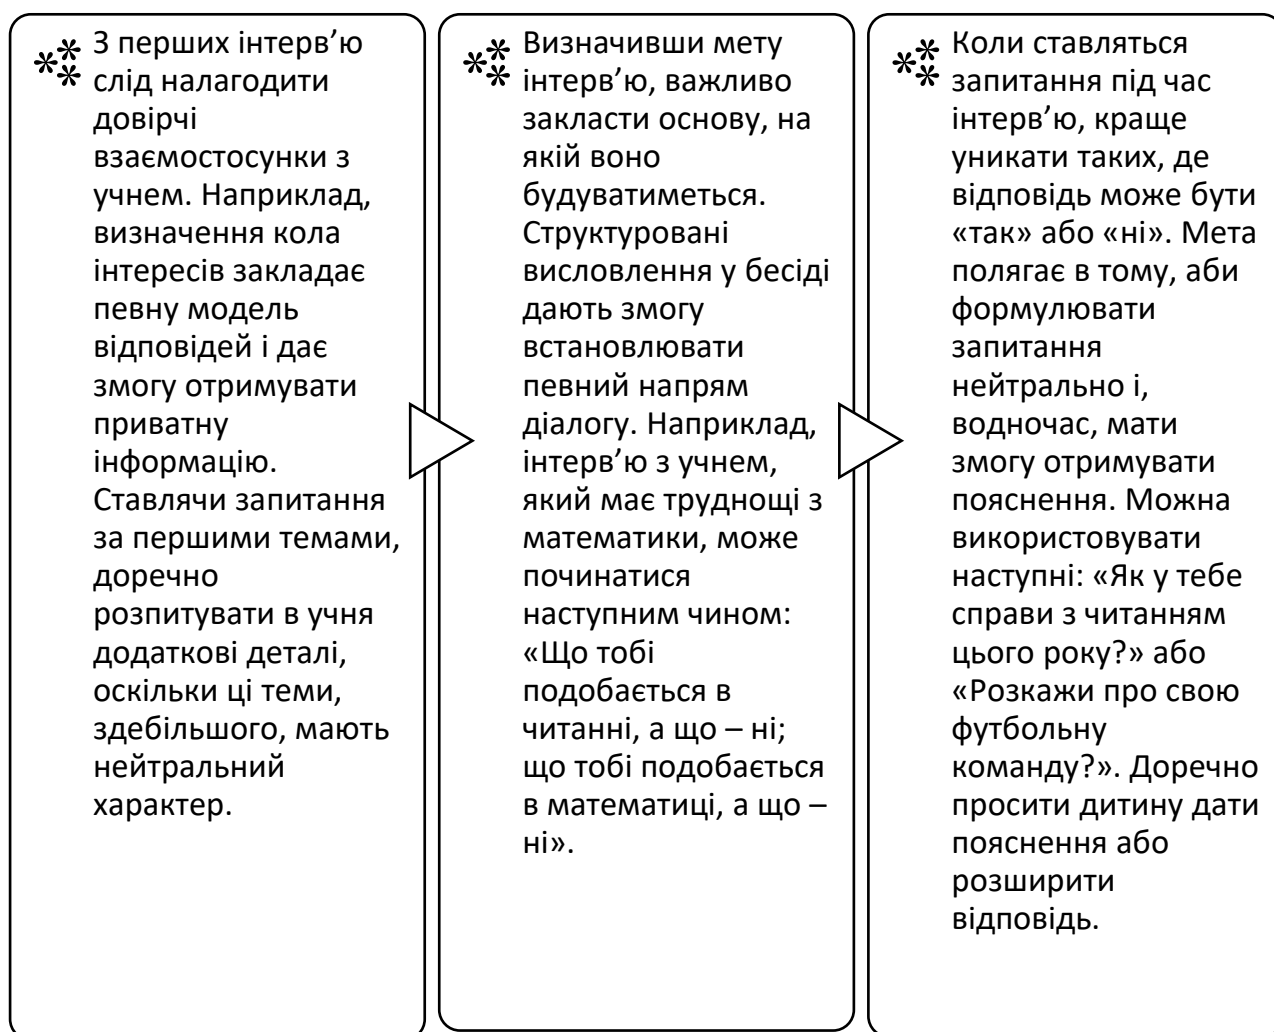 З перших інтерв’ю
слід налагодити
довірчі
взаємостосунки з
учнем. Наприклад,
визначення кола
інтересів закладає
певну модель
відповідей і дає
змогу отримувати
приватну
інформацію.
Ставлячи запитання
за першими темами,
доречно
розпитувати в учня
додаткові деталі,
оскільки ці теми,
здебільшого, мають
нейтральний
характер.
Визначивши мету
інтерв’ю, важливо
закласти основу, на
якій воно
будуватиметься.
Структуровані
висловлення у бесіді
дають змогу
встановлювати
певний напрям
діалогу. Наприклад,
інтерв’ю з учнем,
який має труднощі з
математики, може
початися
наступним чином:
«Що тобі
подобається в
читанні, а що – ні;
що тобі подобається
в математиці, а що –
ні».
Коли ставляться
запитання під час
інтерв’ю, краще
уникати таких, де
відповідь може бути
«так» або «ні». Мета
полягає в тому, аби
формулювати
запитання
нейтрально і,
водночас, мати
змогу отримувати
пояснення. Можна
використовувати
наступні: «Як у тебе
справи з читанням
цього року?» або
«Розкажи про свою
футбольну
команду?». Доречно
просити дитину дати
пояснення або
розширити
відповідь.